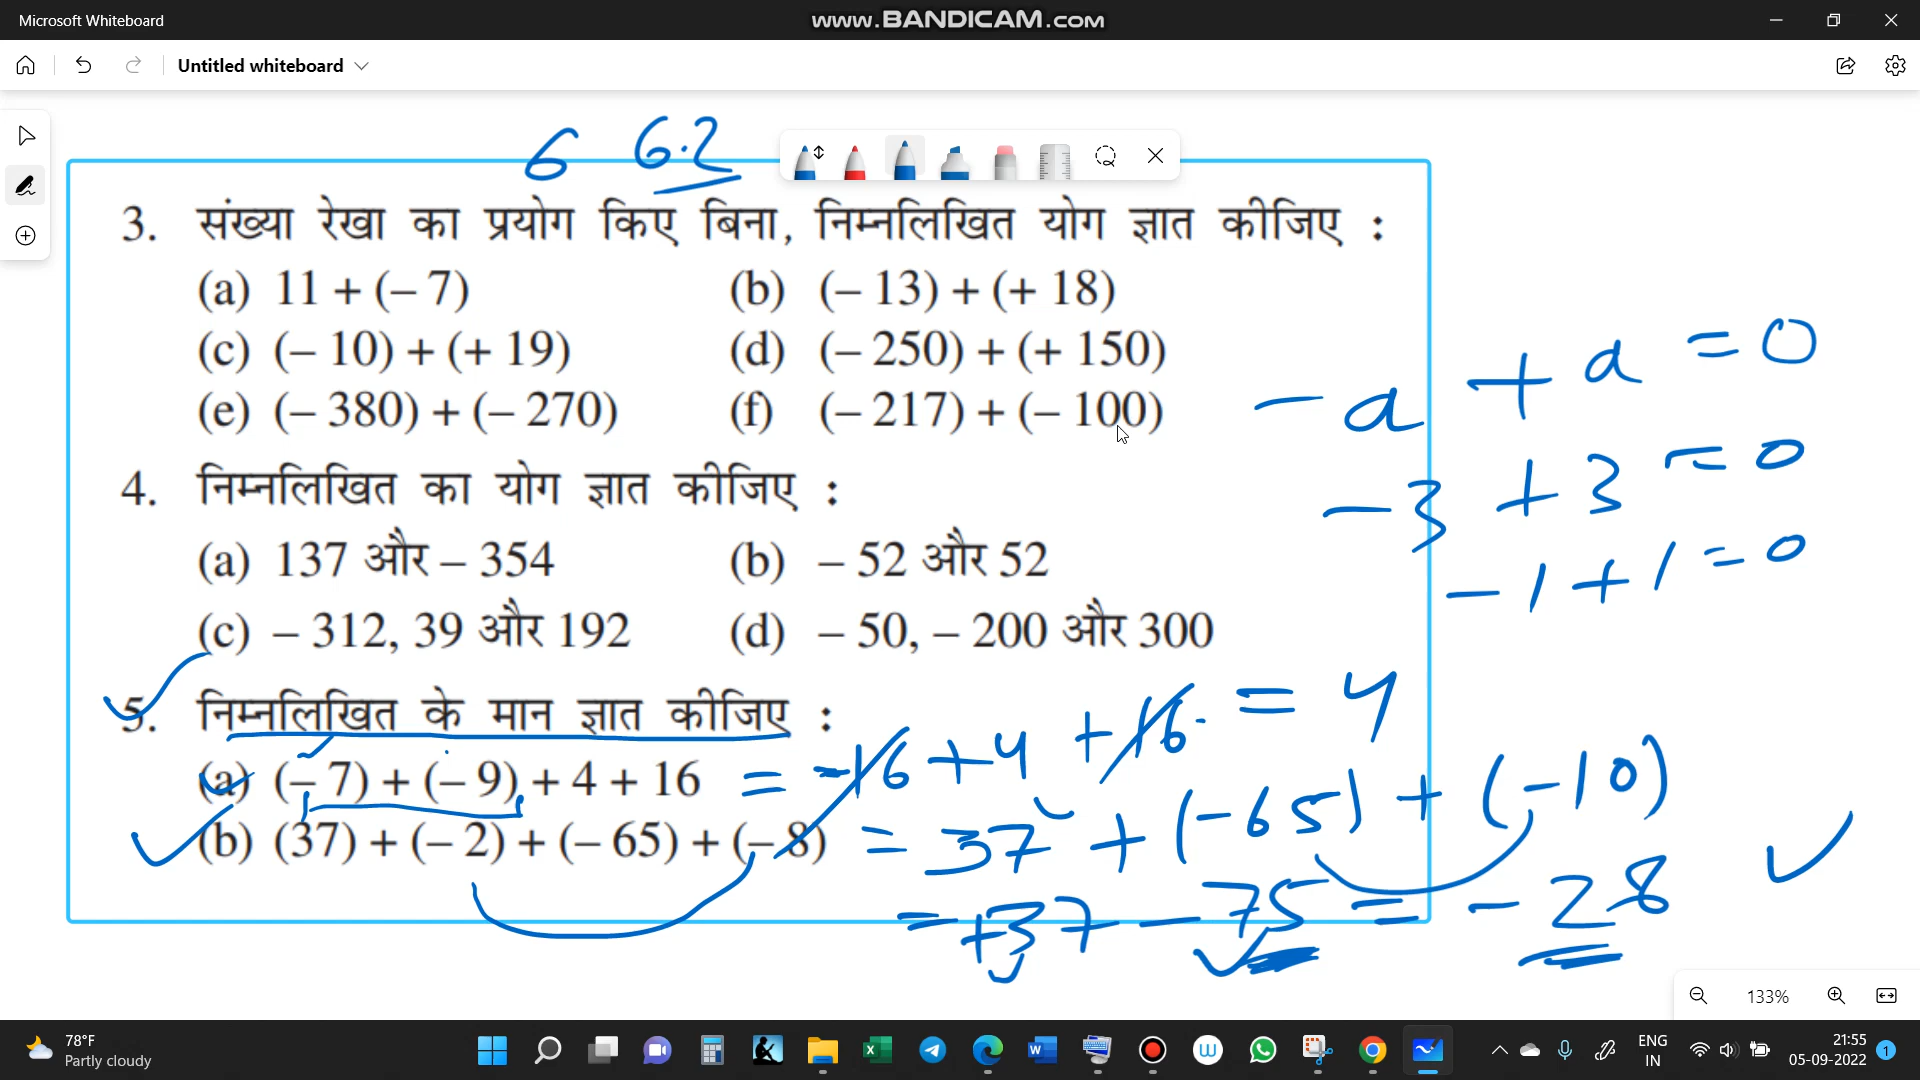 Microsoft Whiteboard
www.BANDICAM.com
Untitled whiteboard
6 6.2
3. संख्या रेखा का प्रयोग किए बिना, निम्नलिखित योग ज्ञात कीजिए :
(a) 11 + (– 7) (b) (– 13) + (+ 18)
(c) (– 10) + (+ 19) (d) (– 250) + (+ 150)
(e) (– 380) + (– 270) (f) (– 217) + (– 100)
-a + a = 0
-3 + 3 = 0
-1 + 1 = 0
4. निम्नलिखित का योग ज्ञात कीजिए :
(a) 137 और – 354 (b) – 52 और 52
(c) – 312, 39 और 192 (d) – 50, – 200 और 300
5. निम्नलिखित के मान ज्ञात कीजिए :
(a) (– 7) + (– 9) + 4 + 16 = -16 + 4 + 16 = 4
(b) (37) + (– 2) + (– 65) + (– 8) = 37 + (-65) + (-10)
= +37 - 75 = - 28
133%
78°F
Partly cloudy
ENG
IN
21:55
05-09-2022
1